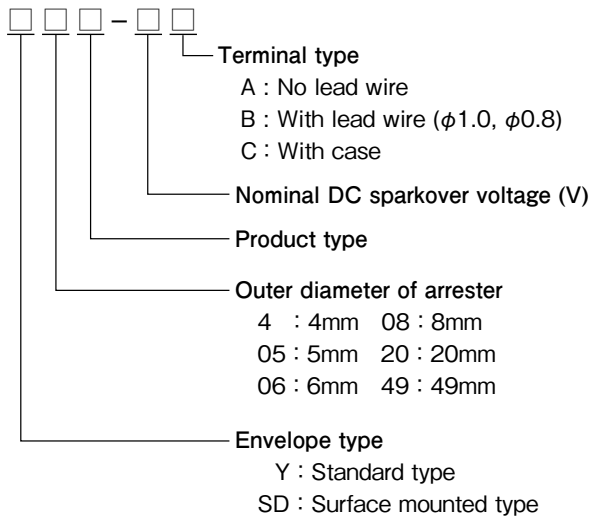 □□□-□□
Terminal type
A : No lead wire
B : With lead wire (φ1.0, φ0.8)
C : With case
Nominal DC sparkover voltage (V)
Product type
Outer diameter of arrester
4 : 4mm 08 : 8mm
05 : 5mm 20 : 20mm
06 : 6mm 49 : 49mm
Envelope type
Y : Standard type
SD : Surface mounted type